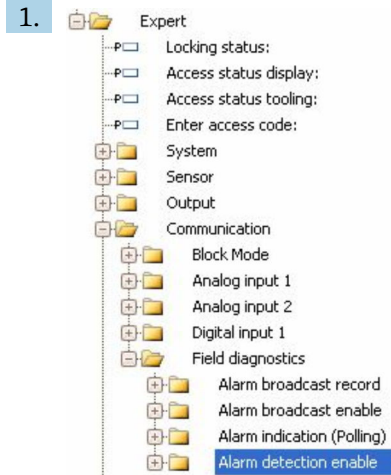 1.
Expert
Locking status:
Access status display:
Access status tooling:
Enter access code:
System
Sensor
Output
Communication
Block Mode
Analog input 1
Analog input 2
Digital input 1
Field diagnostics
Alarm broadcast record
Alarm broadcast enable
Alarm indication (Polling)
Alarm detection enable